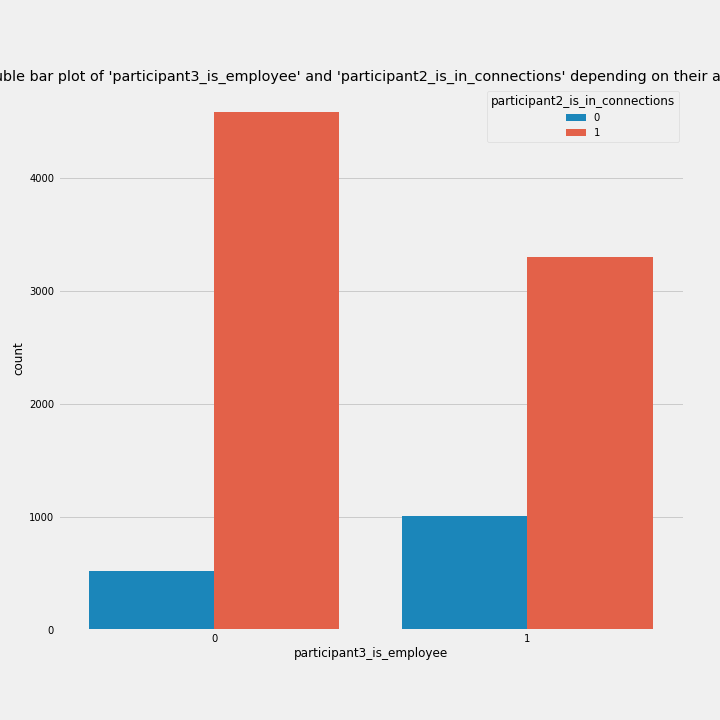 uble bar plot of 'participant3_is_employee' and 'participant2_is_in_connections' depending on their a
participant2_is_in_connections
0
1
4000
3000
2000
1000
0
count
0 1
participant3_is_employee